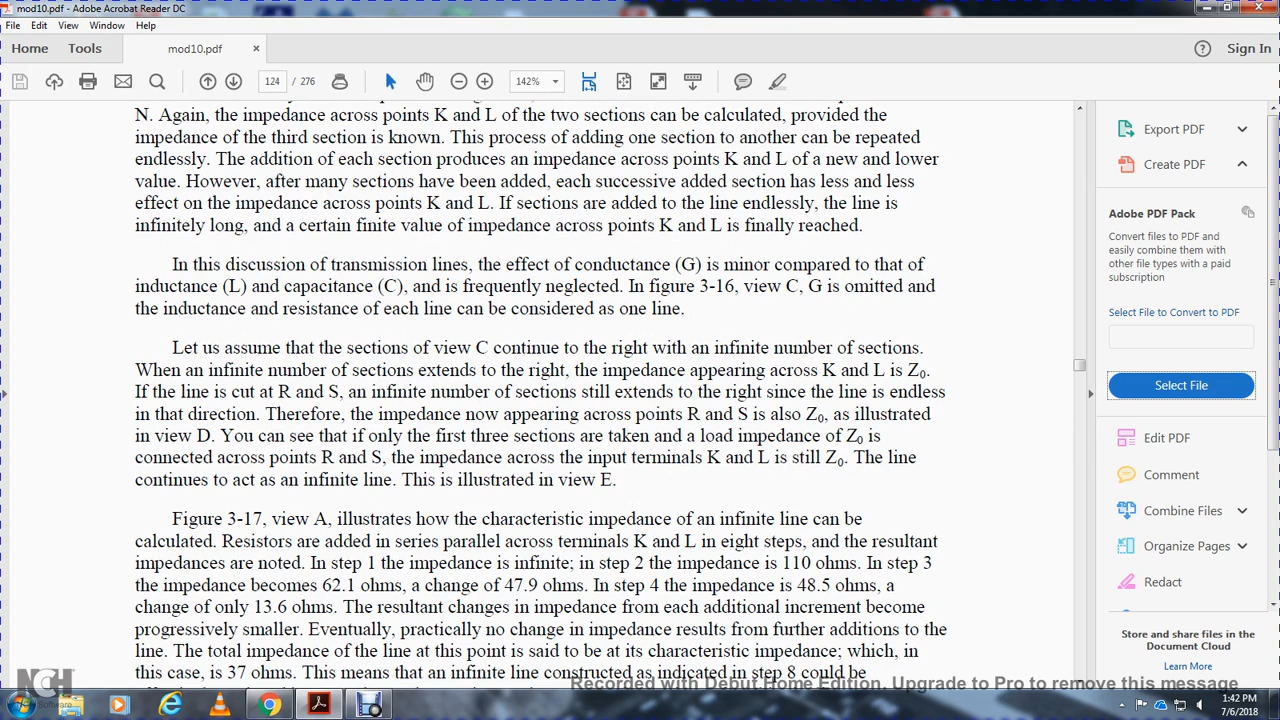 mod10.pdf - Adobe Acrobat Reader DC
File Edit View Window Help
Home Tools mod10.pdf × Sign In
124 / 276 142%
N. Again, the impedance across points K and L of the two sections can be calculated, provided the
impedance of the third section is known. This process of adding one section to another can be repeated
endlessly. The addition of each section produces an impedance across points K and L of a new and lower
value. However, after many sections have been added, each successive added section has less and less
effect on the impedance across points K and L. If sections are added to the line endlessly, the line is
infinitely long, and a certain finite value of impedance across points K and L is finally reached.
In this discussion of transmission lines, the effect of conductance (G) is minor compared to that of
inductance (L) and capacitance (C), and is frequently neglected. In figure 3-16, view C, G is omitted and
the inductance and resistance of each line can be considered as one line.
Let us assume that the sections of view C continue to the right with an infinite number of sections.
When an infinite number of sections extends to the right, the impedance appearing across K and L is Z₀.
If the line is cut at R and S, an infinite number of sections still extends to the right since the line is endless
in that direction. Therefore, the impedance now appearing across points R and S is also Z₀, as illustrated
in view D. You can see that if only the first three sections are taken and a load impedance of Z₀ is
connected across points R and S, the impedance across the input terminals K and L is still Z₀. The line
continues to act as an infinite line. This is illustrated in view E.
Figure 3-17, view A, illustrates how the characteristic impedance of an infinite line can be
calculated. Resistors are added in series parallel across terminals K and L in eight steps, and the resultant
impedances are noted. In step 1 the impedance is infinite; in step 2 the impedance is 110 ohms. In step 3
the impedance becomes 62.1 ohms, a change of 47.9 ohms. In step 4 the impedance is 48.5 ohms, a
change of only 13.6 ohms. The resultant changes in impedance from each additional increment become
progressively smaller. Eventually, practically no change in impedance results from further additions to the
line. The total impedance of the line at this point is said to be at its characteristic impedance; which, in
this case, is 37 ohms. This means that an infinite line constructed as indicated in step 8 could be
Export PDF
Create PDF
Adobe PDF Pack
Convert files to PDF and
easily combine them with
other file types with a paid
subscription
Select File to Convert to PDF
Select File
Edit PDF
Comment
Combine Files
Organize Pages
Redact
Store and share files in the
Document Cloud
Learn More
NCH Software
Recorded with Debut Home Edition. Upgrade to Pro to remove this message
1:42 PM
7/6/2018